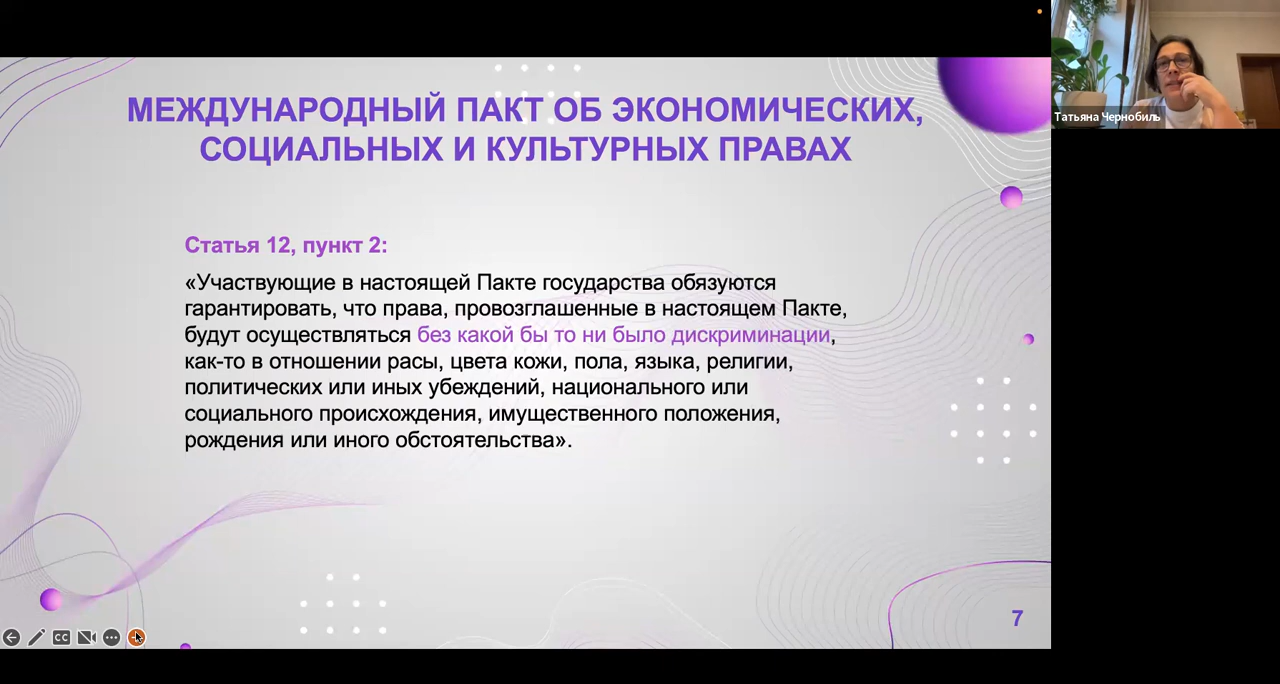 МЕЖДУНАРОДНЫЙ ПАКТ ОБ ЭКОНОМИЧЕСКИХ,
СОЦИАЛЬНЫХ И КУЛЬТУРНЫХ ПРАВАХ
Статья 12, пункт 2:
«Участвующие в настоящей Пакте государства обязуются
гарантировать, что права, провозглашенные в настоящем Пакте,
будут осуществляться без какой бы то ни было дискриминации,
как-то в отношении расы, цвета кожи, пола, языка, религии,
политических или иных убеждений, национального или
социального происхождения, имущественного положения,
рождения или иного обстоятельства».
7
CC
Татьяна Чернобиль